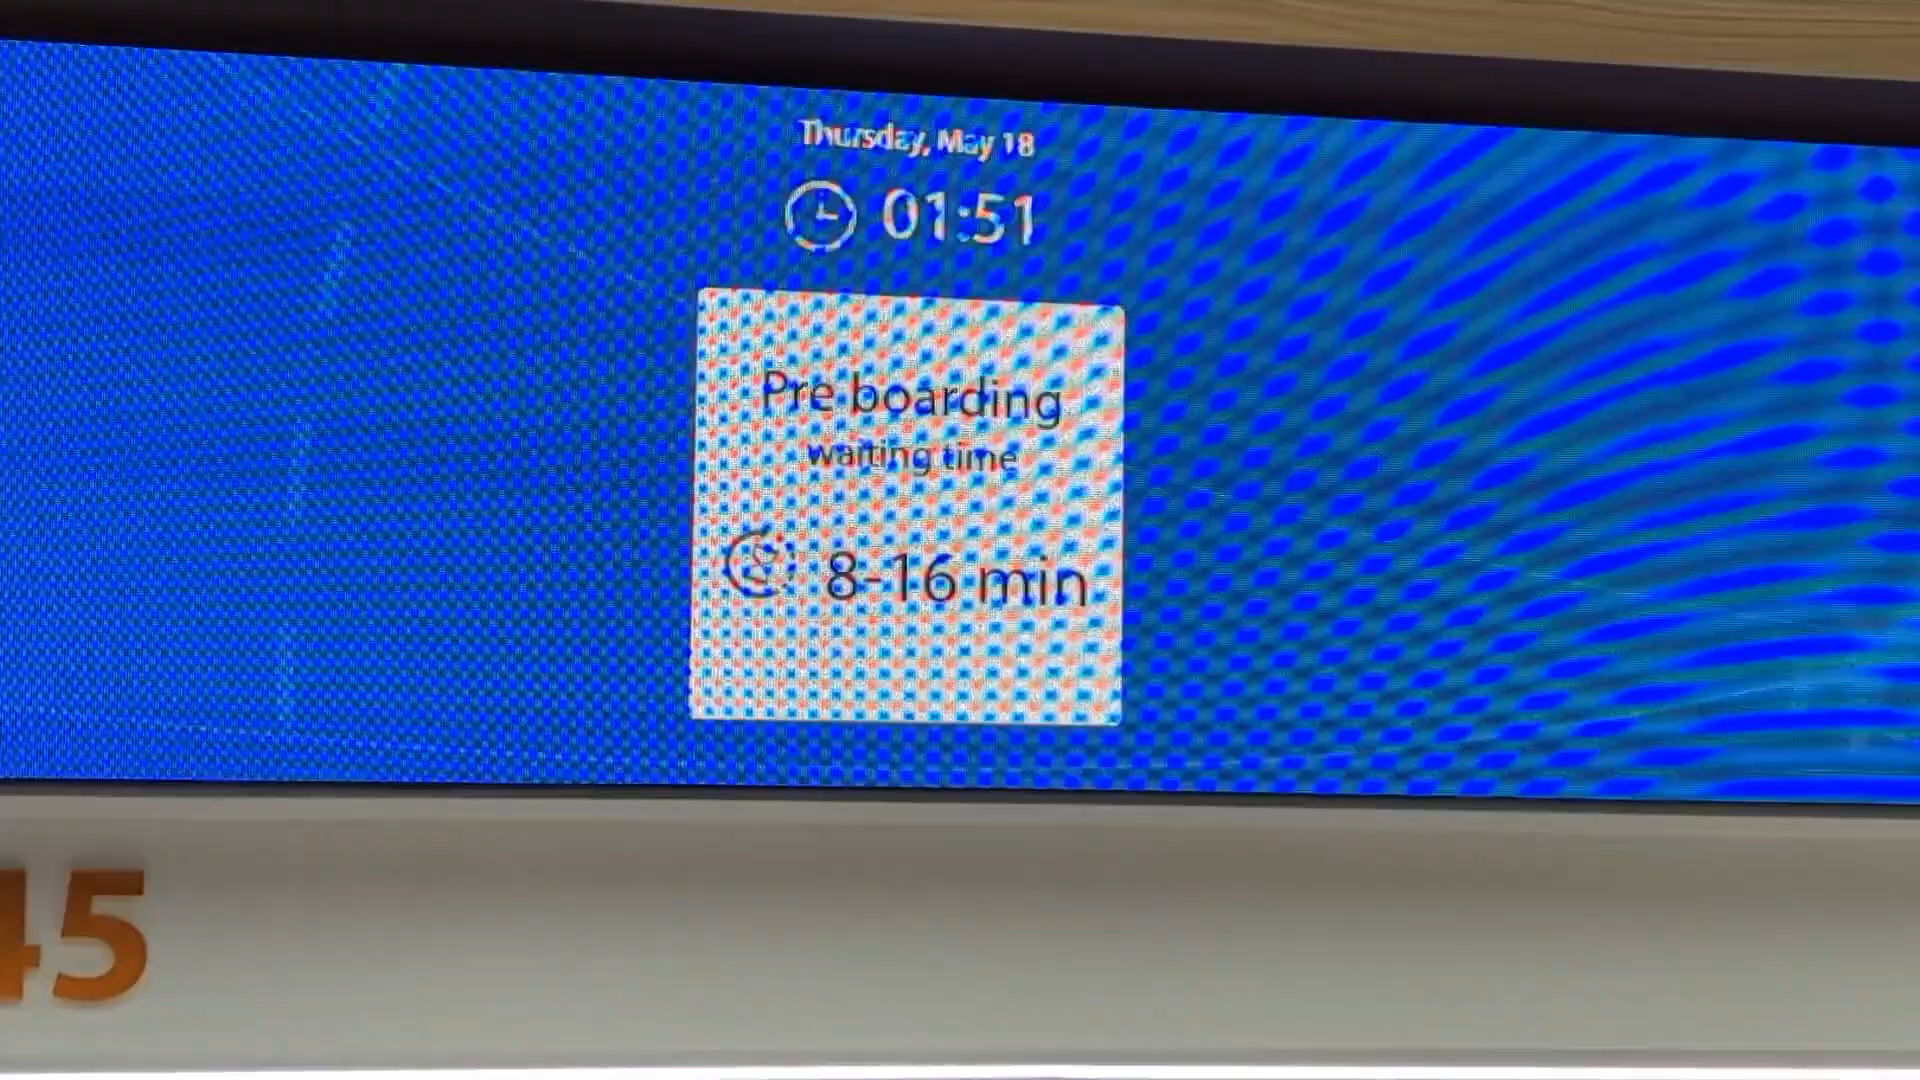 Thursday, May 18
01:51
Pre boarding
waiting time
8-16 min
45